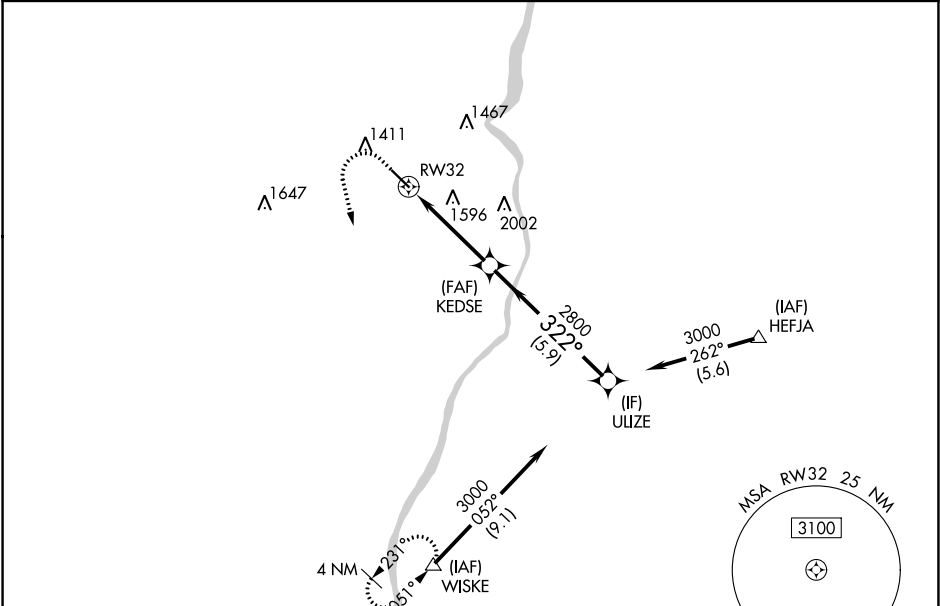 1467
1411
RW32
1647
1596
2002
(FAF)
KEDSE
2800
322°
(5.9)
(IAF)
HEFJA
3000
262°
(5.6)
(IF)
ULIZE
MSA RW32 25 NM
3100
3000
052°
(9.1)
231°
4 NM
(IAF)
WISKE
051°